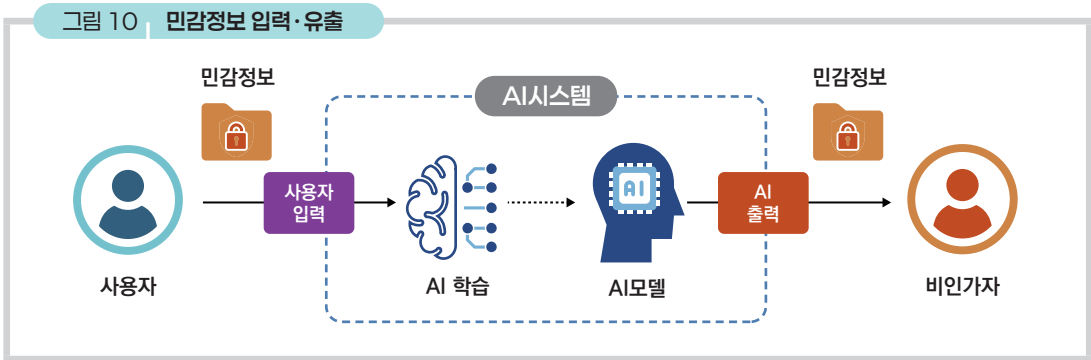 그림 10 민감정보 입력·유출
민감정보
민감정보
AI시스템
사용자
입력
AI
AI
출력
사용자
AI 학습
AI모델
비인가자